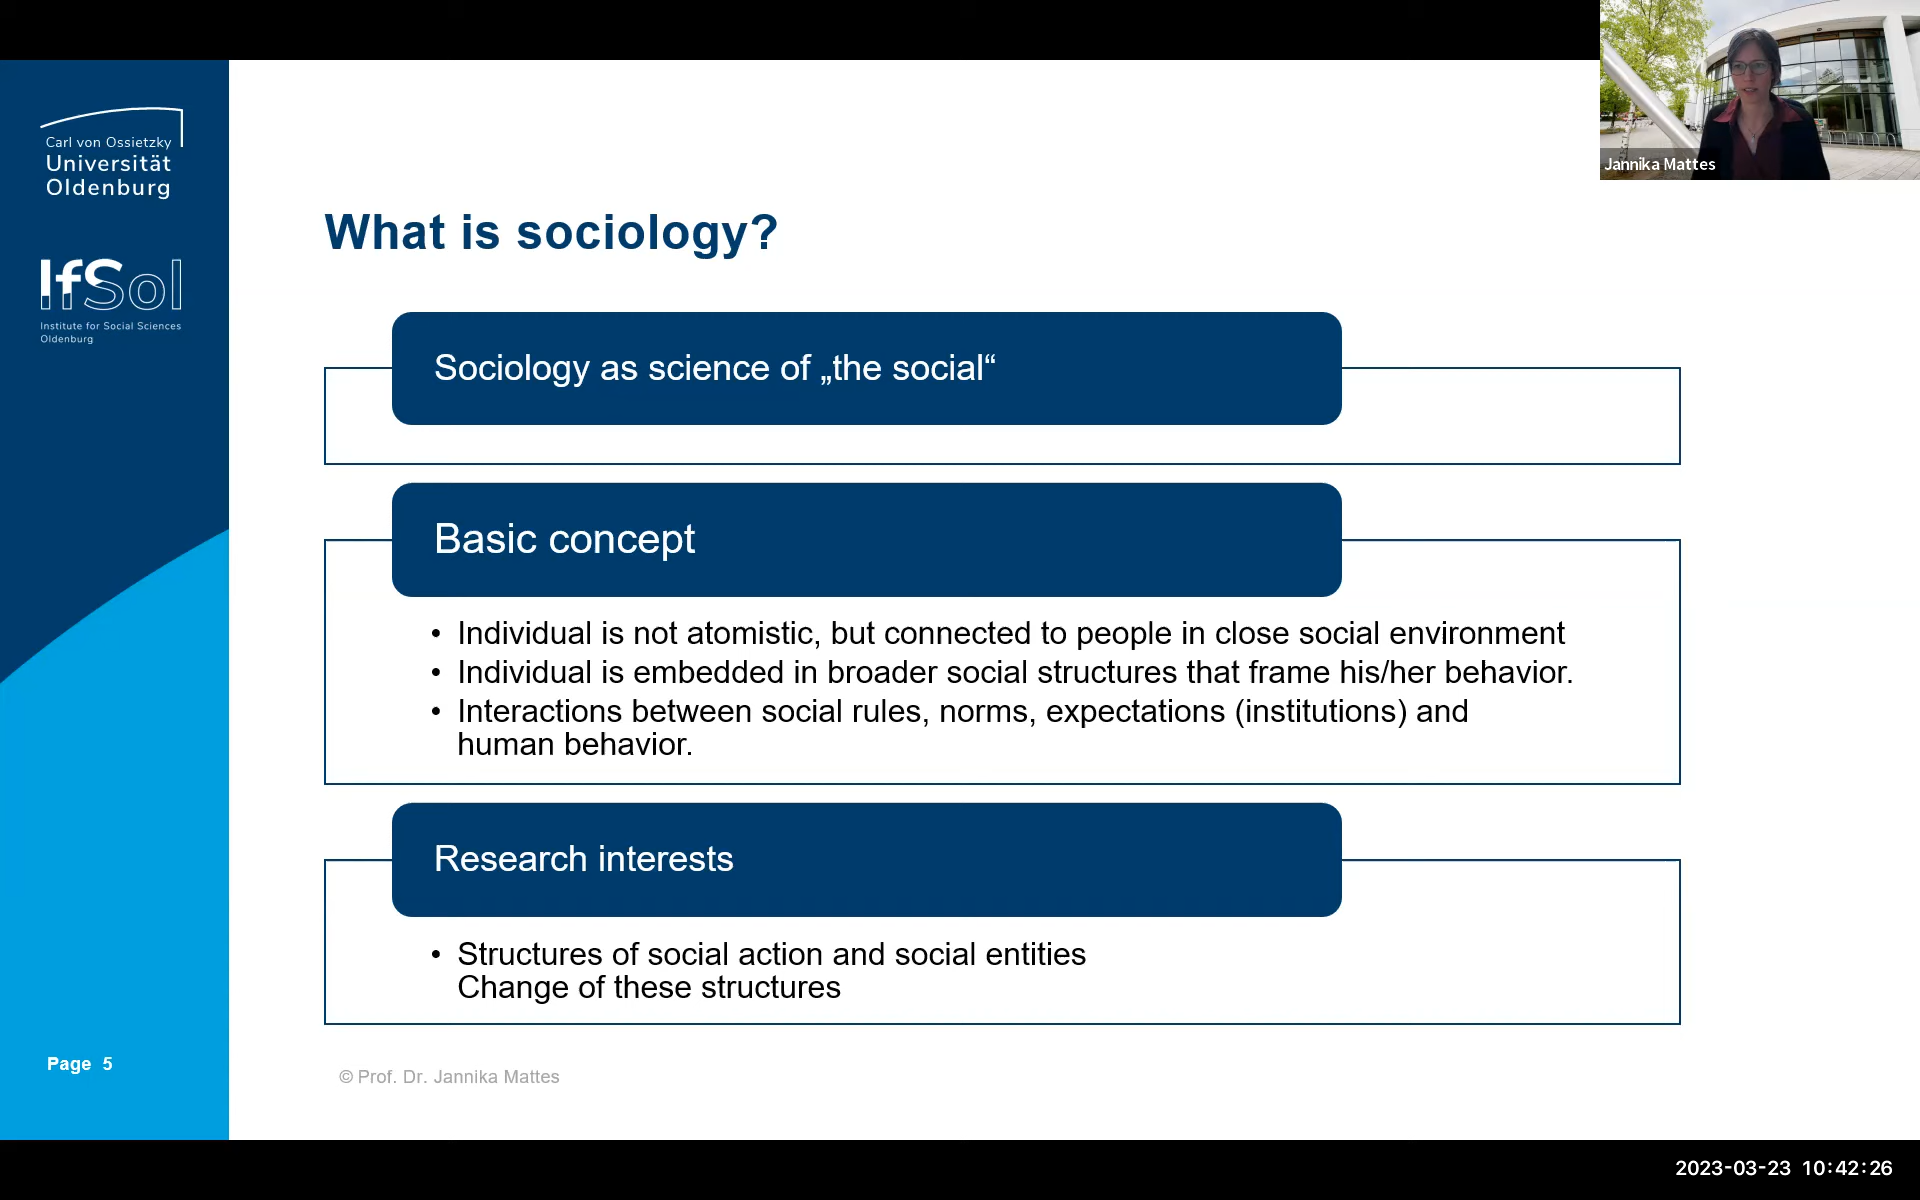 Jannika Mattes
Carl von Ossietzky
Universität
Oldenburg
IfSol
Institute for Social Sciences
Oldenburg
What is sociology?
Sociology as science of „the social“
Basic concept
• Individual is not atomistic, but connected to people in close social environment
• Individual is embedded in broader social structures that frame his/her behavior.
• Interactions between social rules, norms, expectations (institutions) and
human behavior.
Research interests
• Structures of social action and social entities
Change of these structures
Page 5
© Prof. Dr. Jannika Mattes
2023-03-23 10:42:26